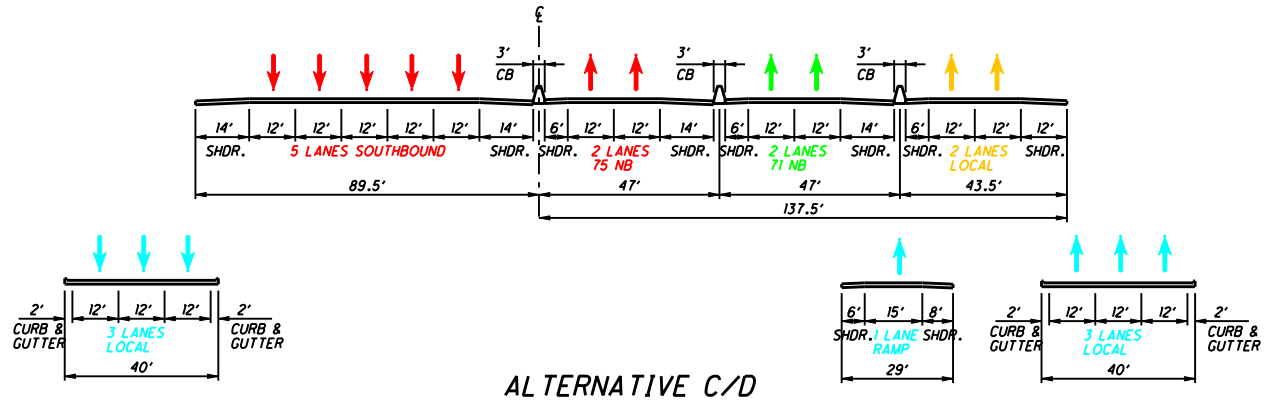 ℄
3'
CB
3'
CB
3'
CB
14' 12' 12' 12' 12' 12' 14' 6' 12' 12' 14' 6' 12' 12' 14' 6' 12' 12' 12'
SHDR. 5 LANES SOUTHBOUND SHDR. SHDR. 2 LANES SHDR. SHDR. 2 LANES SHDR. SHDR. 2 LANES SHDR.
75 NB 71 NB LOCAL
89.5' 47' 47' 43.5'
137.5'
2' 12' 12' 12' 2'
CURB & CURB &
GUTTER GUTTER
3 LANES
LOCAL
40'
6' 15' 8'
SHDR. 1 LANE SHDR.
RAMP
29'
2' 12' 12' 12' 2'
CURB & CURB &
GUTTER GUTTER
3 LANES
LOCAL
40'
ALTERNATIVE C/D